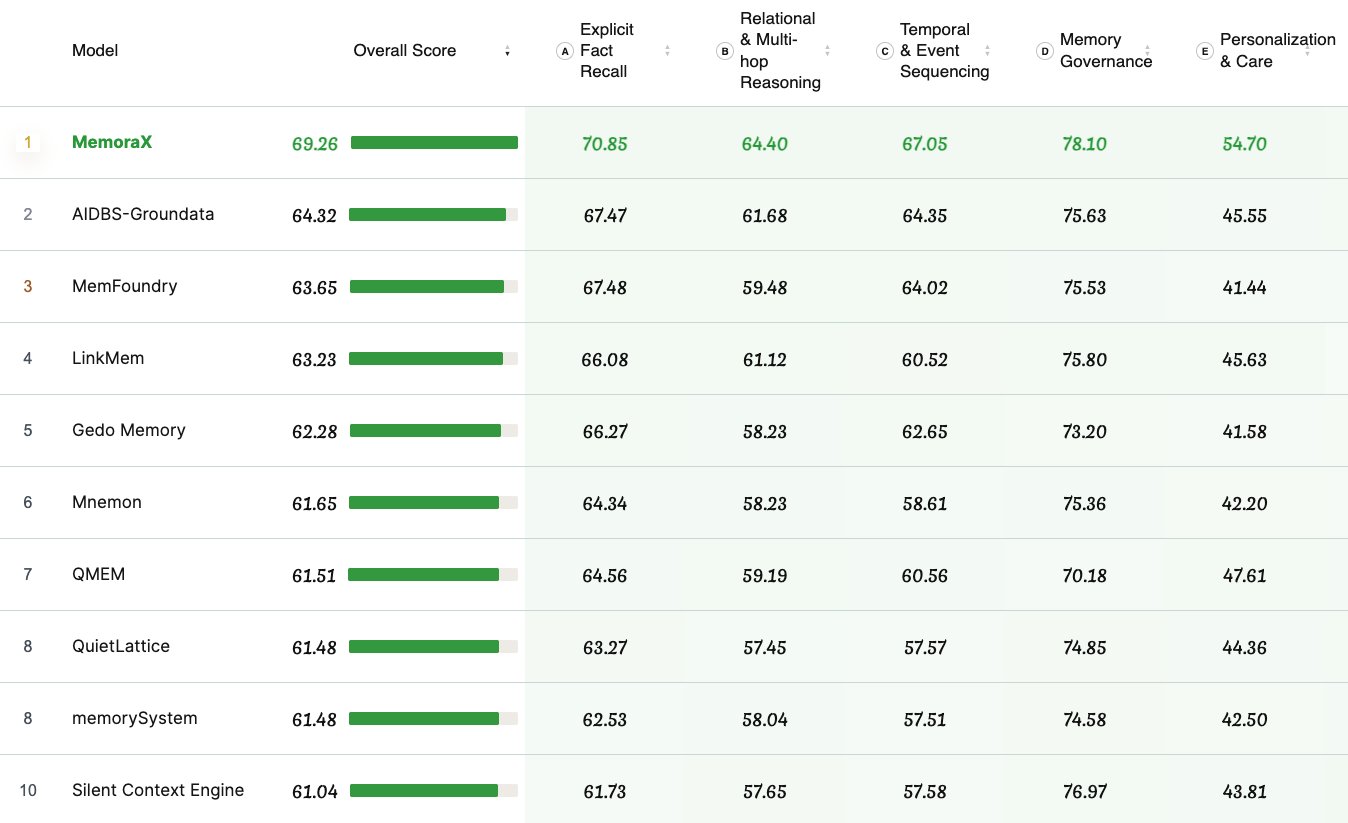 Model Overall Score A Explicit Fact Recall B Relational & Multi-hop Reasoning C Temporal & Event Sequencing D Memory Governance E Personalization & Care
1 MemoraX 69.26 70.85 64.40 67.05 78.10 54.70
2 AIDBS-Groundata 64.32 67.47 61.68 64.35 75.63 45.55
3 MemFoundry 63.65 67.48 59.48 64.02 75.53 41.44
4 LinkMem 63.23 66.08 61.12 60.52 75.80 45.63
5 Gedo Memory 62.28 66.27 58.23 62.65 73.20 41.58
6 Mnemon 61.65 64.34 58.23 58.61 75.36 42.20
7 QMEM 61.51 64.56 59.19 60.56 70.18 47.61
8 QuietLattice 61.48 63.27 57.45 57.57 74.85 44.36
8 memorySystem 61.48 62.53 58.04 57.51 74.58 42.50
10 Silent Context Engine 61.04 61.73 57.65 57.58 76.97 43.81